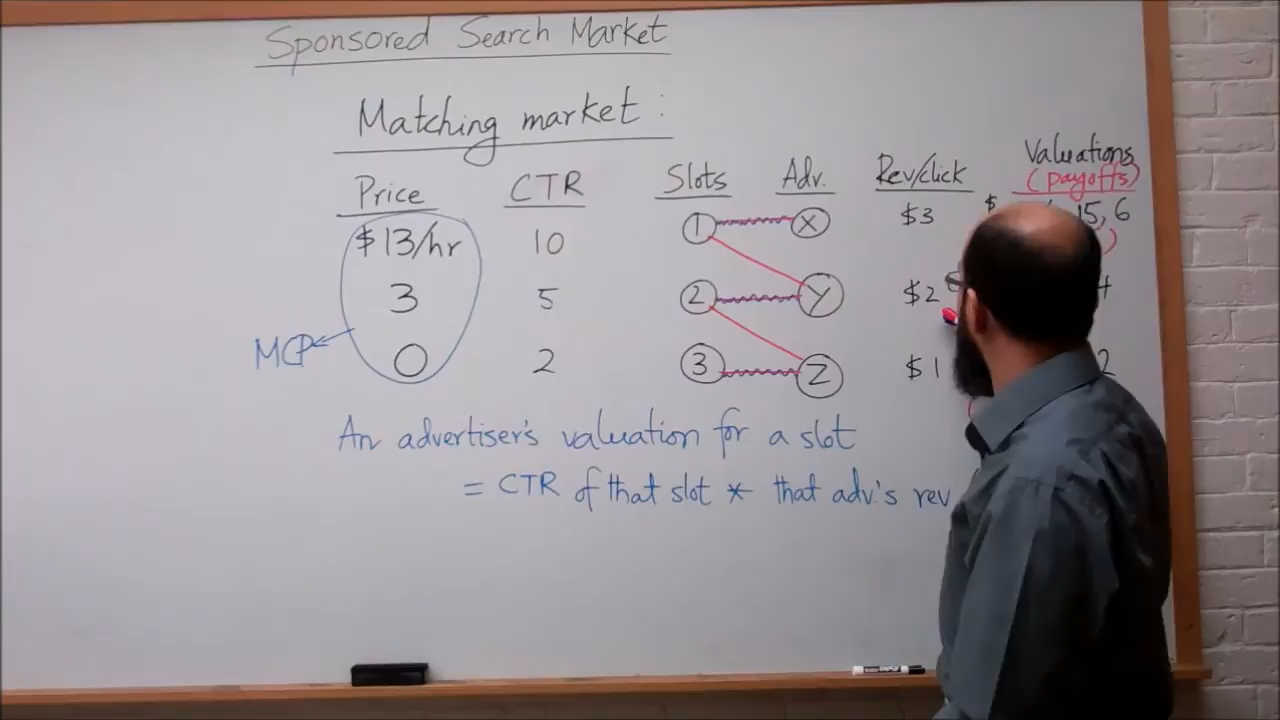 Sponsored Search Market
Matching market :
Price CTR Slots Adv. Rev/click Valuations
(payoffs)
$13/hr 10 1 X $3 $ 15, 6
3 5 2 Y $2 4
0 2 3 Z $1 2
MCP
An advertiser's valuation for a slot
= CTR of that slot * that adv.'s rev